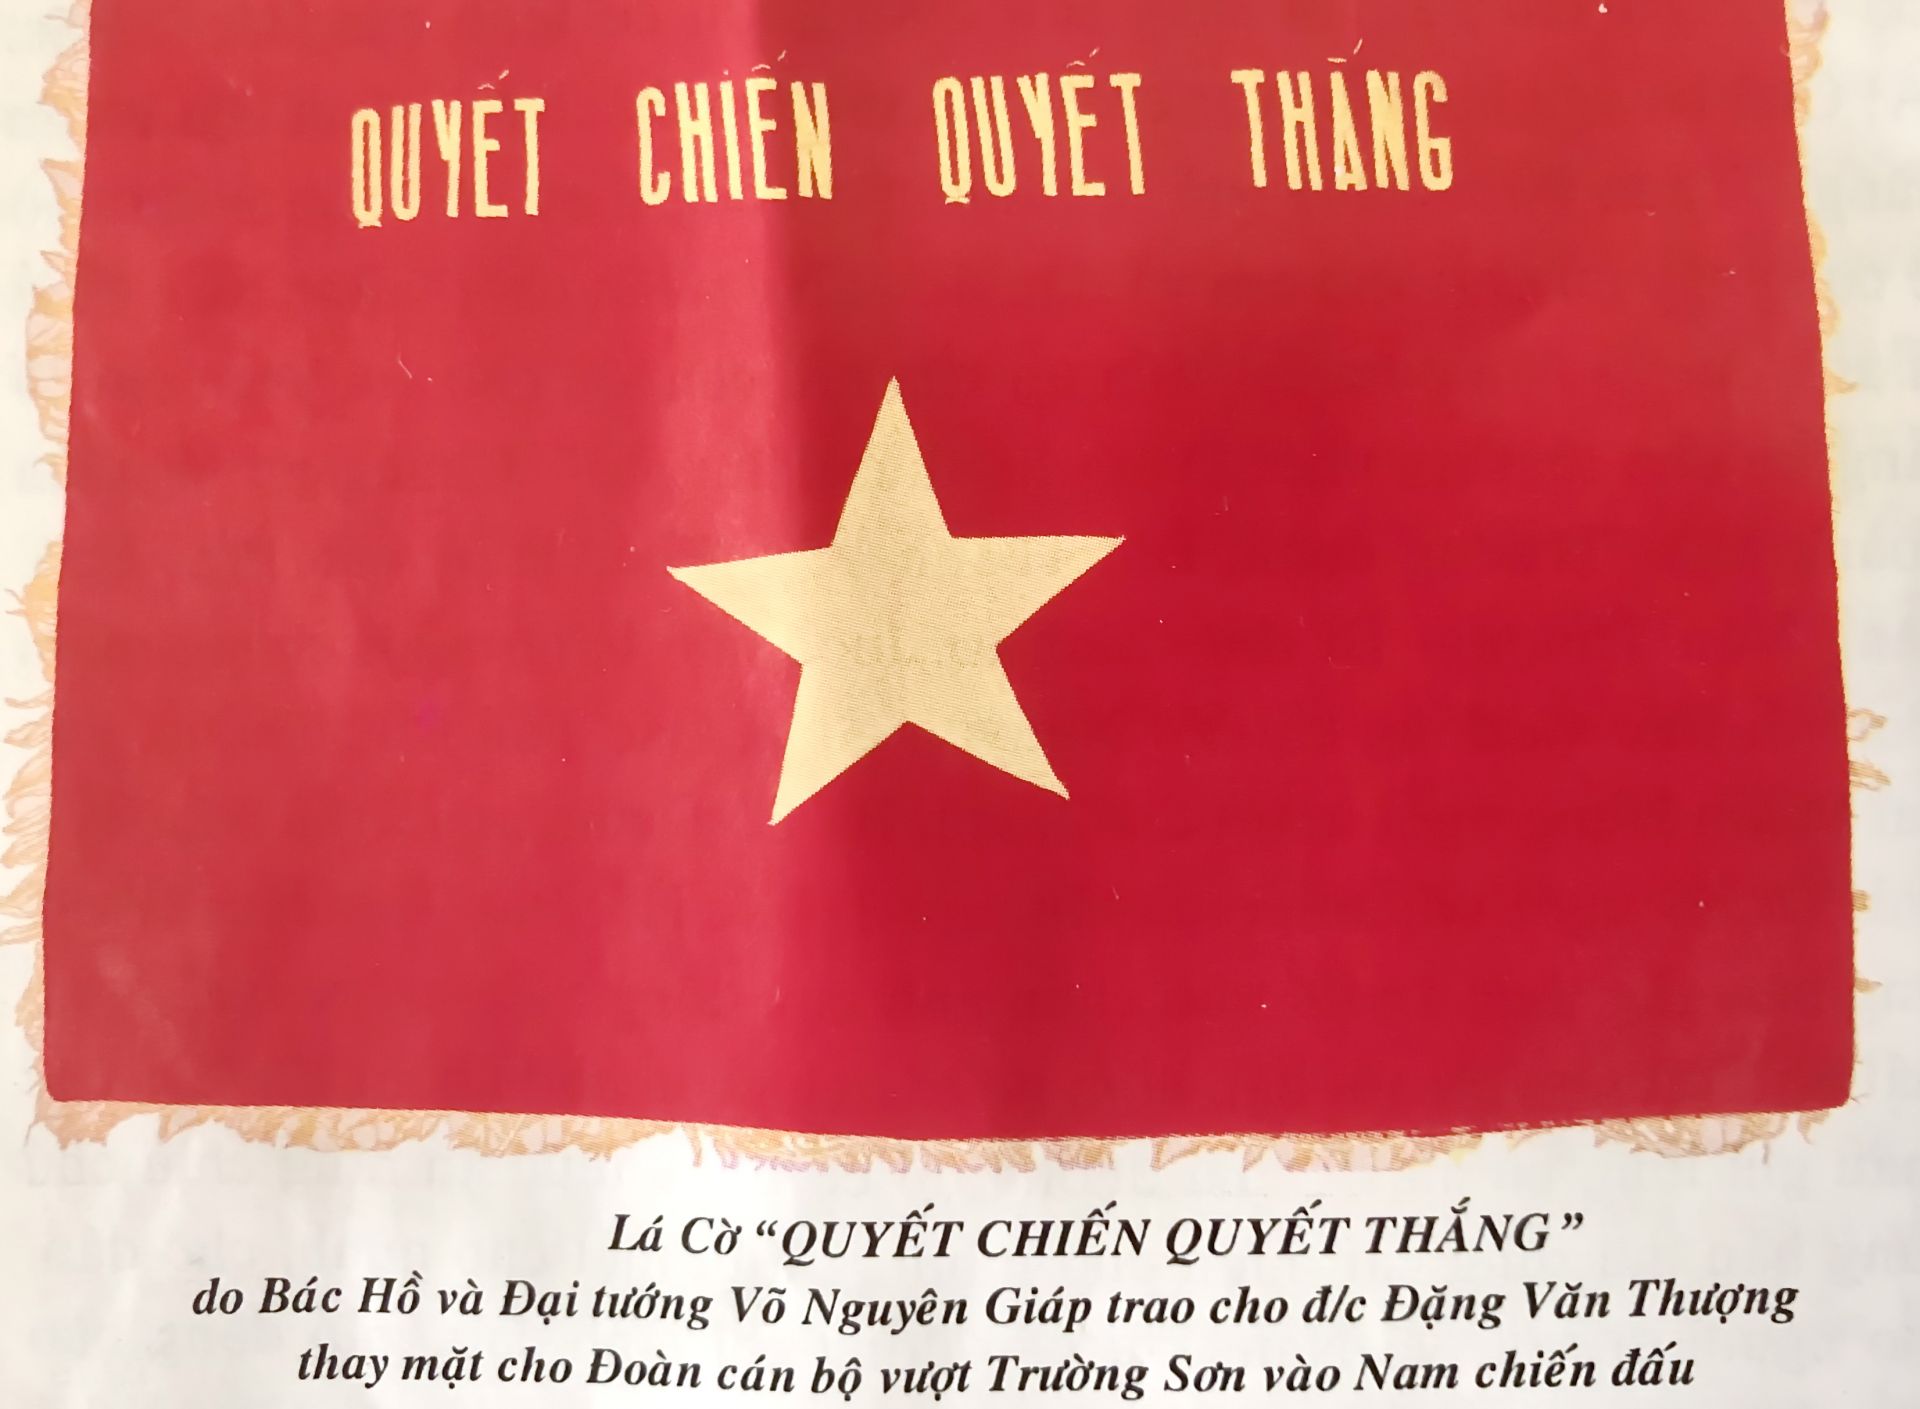 QUYẾT CHIẾN QUYẾT THẮNG
Lá Cờ “QUYẾT CHIẾN QUYẾT THẮNG”
do Bác Hồ và Đại tướng Võ Nguyên Giáp trao cho đ/c Đặng Văn Thượng
thay mặt cho Đoàn cán bộ vượt Trường Sơn vào Nam chiến đấu